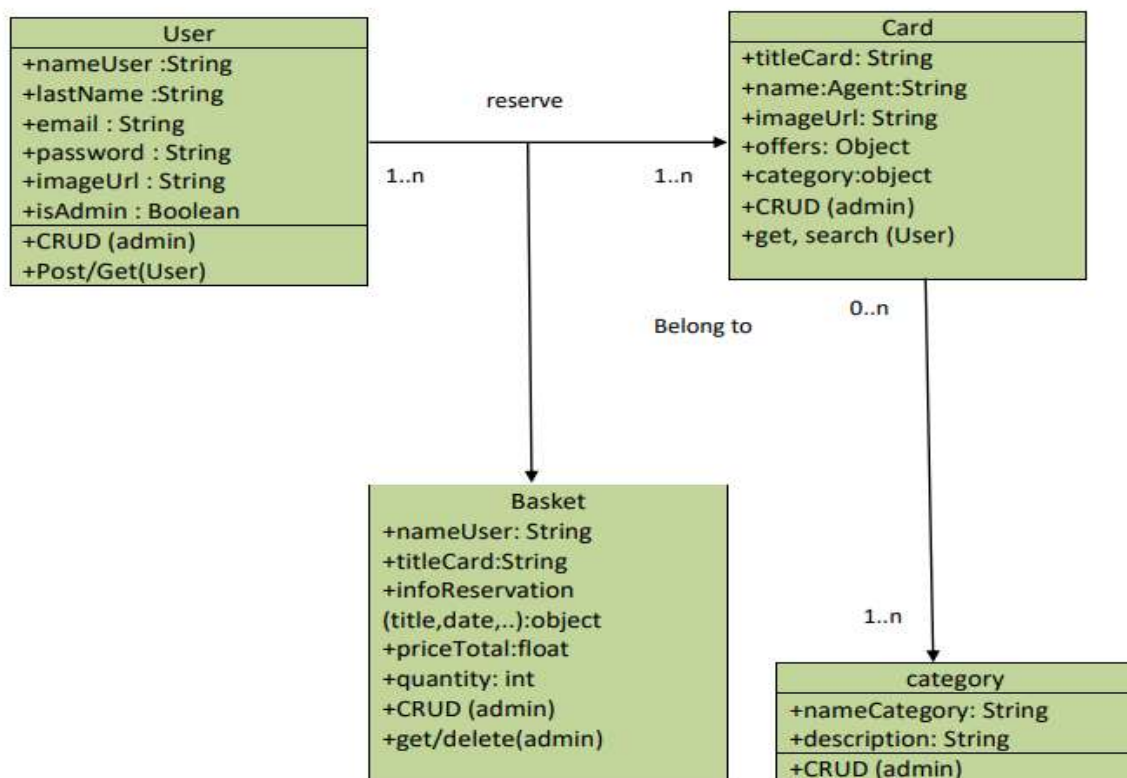 User
+nameUser :String
+lastName :String
+email : String
+password : String
+imageUrl : String
+isAdmin : Boolean
+CRUD (admin)
+Post/Get(User)
reserve
1..n
1..n
Card
+titleCard: String
+name:Agent:String
+imageUrl: String
+offers: Object
+category:object
+CRUD (admin)
+get, search (User)
0..n
Belong to
1..n
Basket
+nameUser: String
+titleCard:String
+infoReservation
(title,date,..):object
+priceTotal:float
+quantity: int
+CRUD (admin)
+get/delete(admin)
category
+nameCategory: String
+description: String
+CRUD (admin)